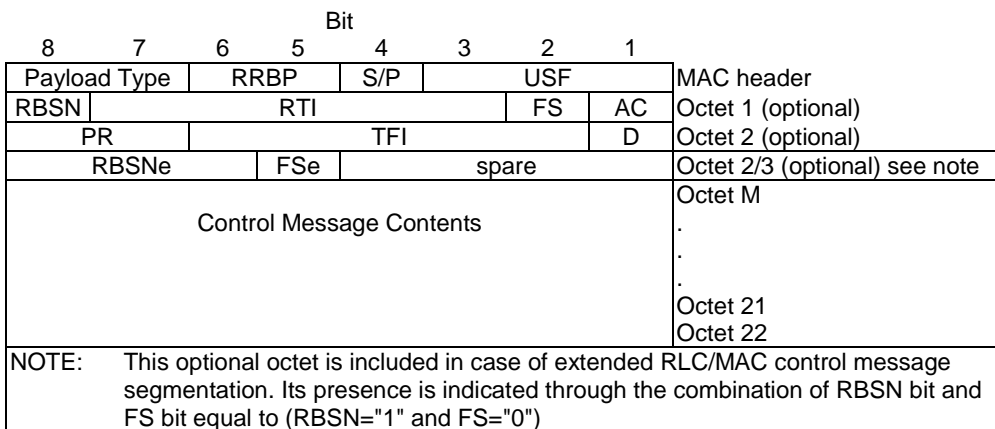 Bit
8 7 6 5 4 3 2 1
Payload Type RRBP S/P USF MAC header
RBSN RTI FS AC Octet 1 (optional)
PR TFI D Octet 2 (optional)
RBSNe FSe spare Octet 2/3 (optional) see note
Octet M
Control Message Contents .
.
.
Octet 21
Octet 22
NOTE: This optional octet is included in case of extended RLC/MAC control message
segmentation. Its presence is indicated through the combination of RBSN bit and
FS bit equal to (RBSN="1" and FS="0")